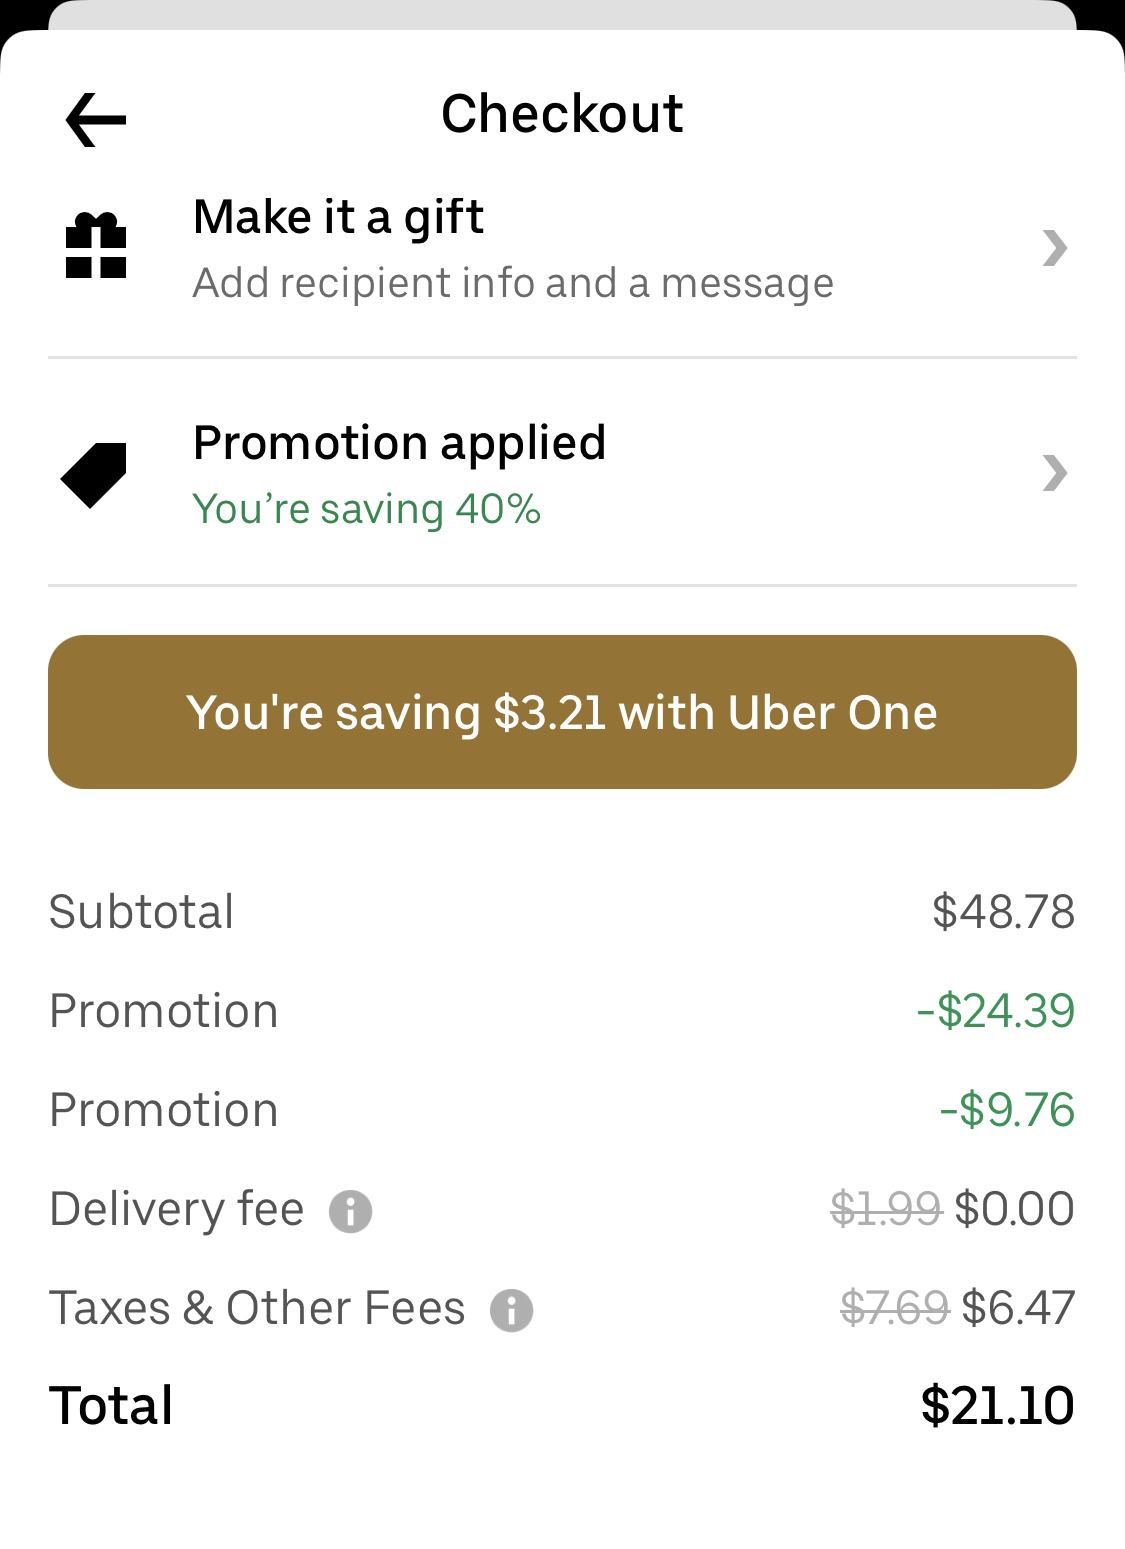 Checkout
Make it a gift
Add recipient info and a message
Promotion applied
You’re saving 40%
You're saving $3.21 with Uber One
Subtotal $48.78
Promotion -$24.39
Promotion -$9.76
Delivery fee $1.99 $0.00
Taxes & Other Fees $7.69 $6.47
Total $21.10